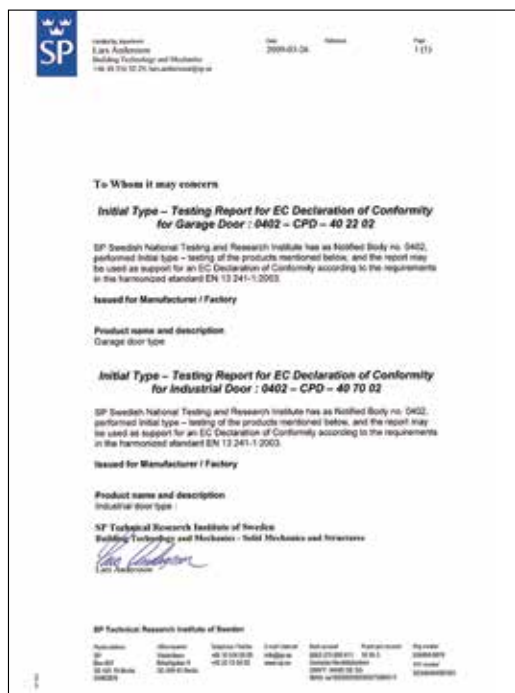 SP
Handled by, department
Lars Andersson
Building Technology and Mechanics
Date
Reference
Page
2009-03-26
1 (1)
To Whom it may concern
Initial Type – Testing Report for EC Declaration of Conformity
for Garage Door : 0402 – CPD – 40 22 02
SP Swedish National Testing and Research Institute has as Notified Body no. 0402,
performed Initial type – testing of the products mentioned below, and the report may
be used as support for an EC Declaration of Conformity according to the requirements
in the harmonized standard EN 13 241-1:2003.
Issued for Manufacturer / Factory
Product name and description
Garage door type
Initial Type – Testing Report for EC Declaration of Conformity
for Industrial Door : 0402 – CPD – 40 70 02
SP Swedish National Testing and Research Institute has as Notified Body no. 0402,
performed Initial type – testing of the products mentioned below, and the report may
be used as support for an EC Declaration of Conformity according to the requirements
in the harmonized standard EN 13 241-1:2003.
Issued for Manufacturer / Factory
Product name and description
Industrial door type :
SP Technical Research Institute of Sweden
Building Technology and Mechanics - Solid Mechanics and Structures
Lars Andersson
SP Technical Research Institute of Sweden